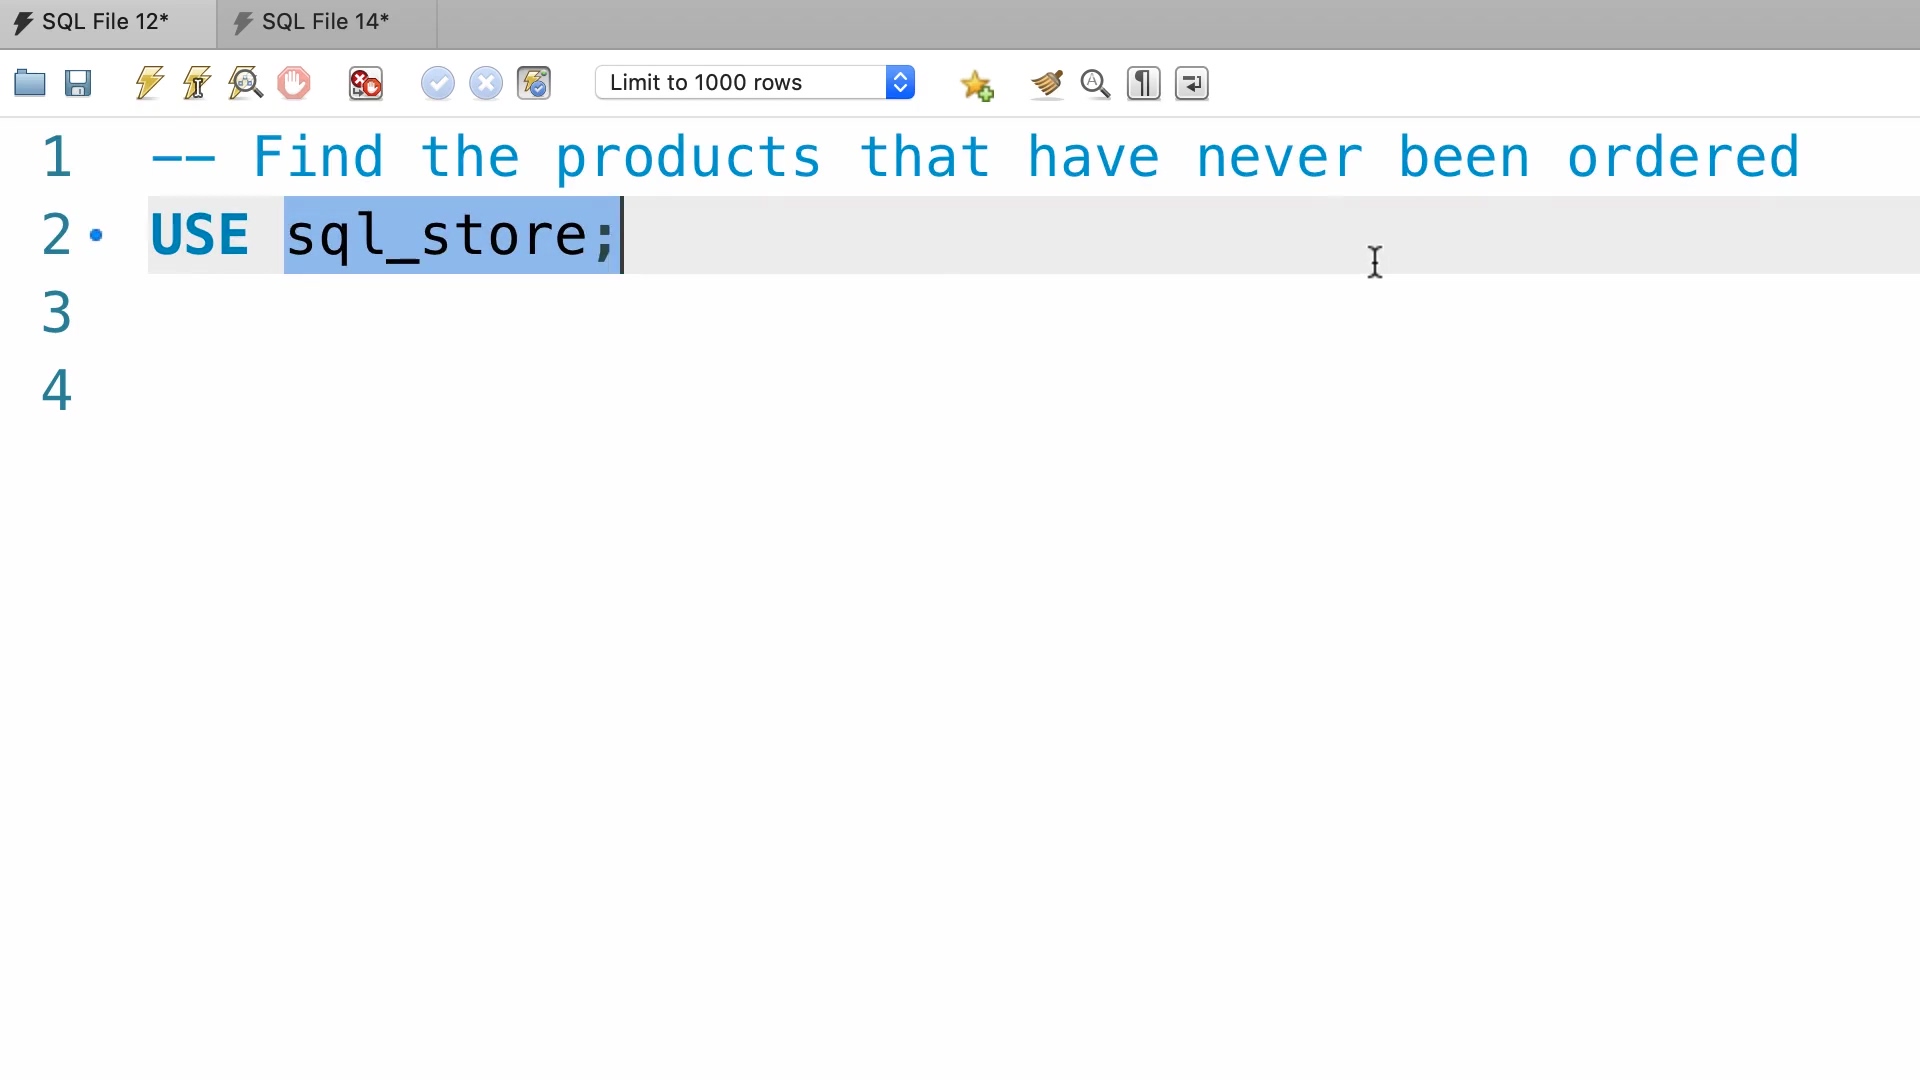 SQL File 12* SQL File 14*
Limit to 1000 rows
1 -- Find the products that have never been ordered
2 USE sql_store;
3
4